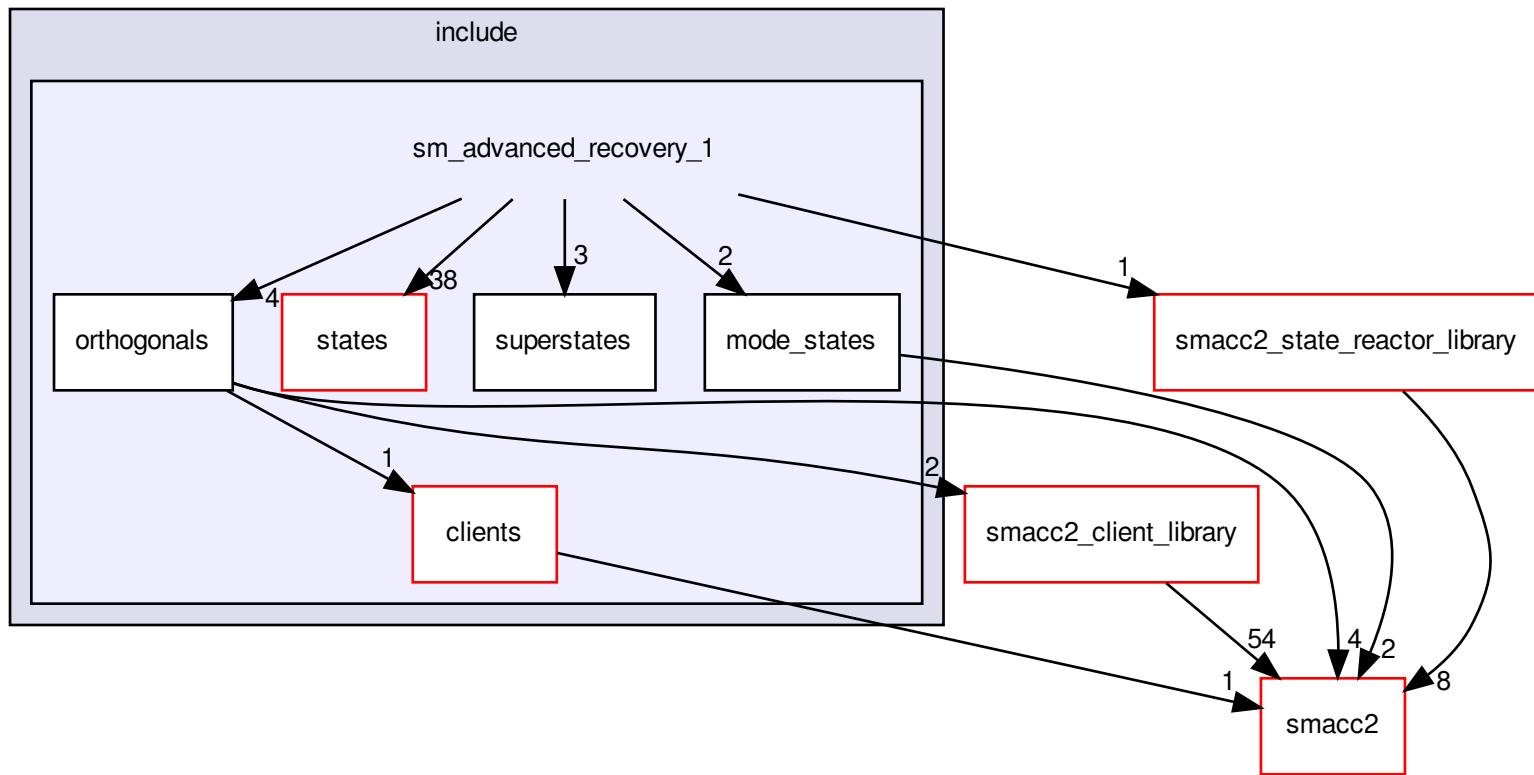 include
sm_advanced_recovery_1
4
38
3
2
1
orthogonals
states
superstates
mode_states
smacc2_state_reactor_library
1
2
clients
smacc2_client_library
54
4
2
8
1
smacc2